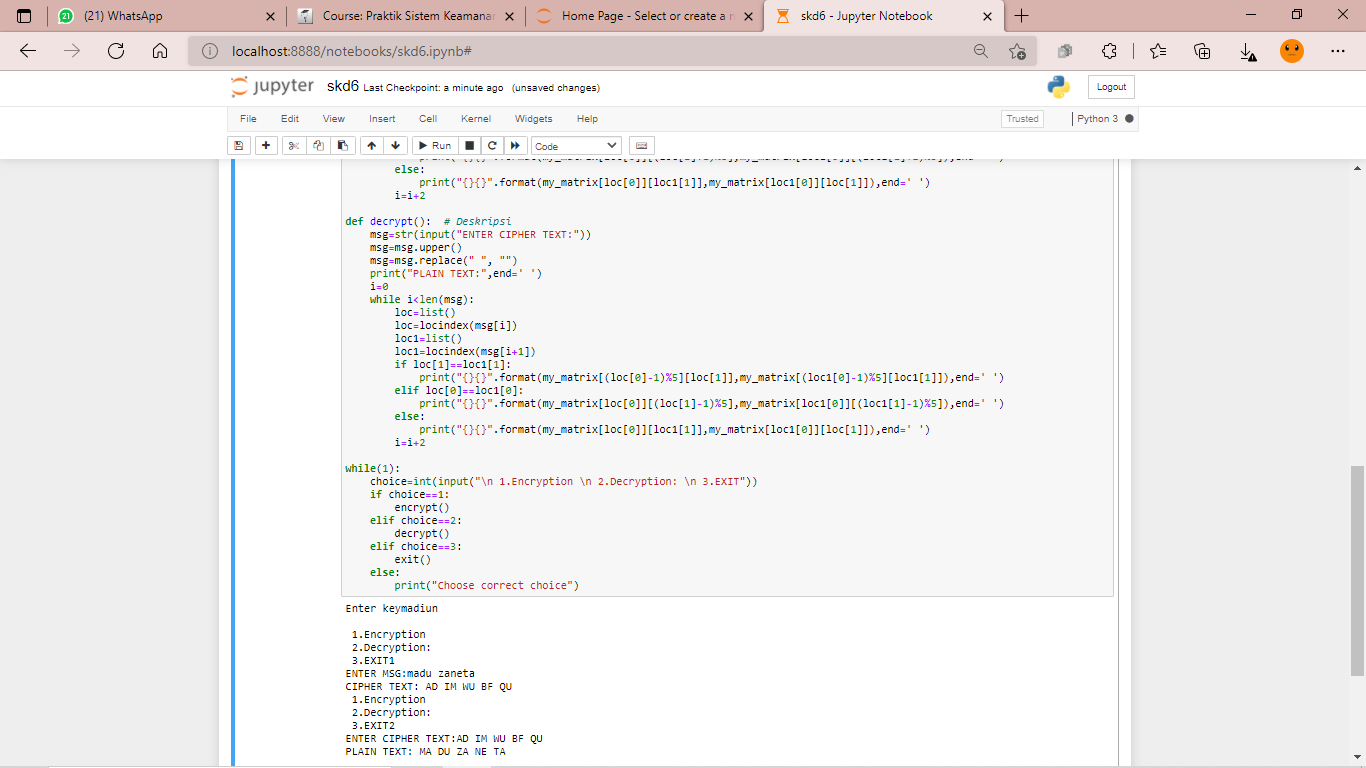 (21) WhatsApp
Course: Praktik Sistem Keamanan
Home Page - Select or create a n
skd6 - Jupyter Notebook
localhost:8888/notebooks/skd6.ipynb#
jupyter skd6 Last Checkpoint: a minute ago (unsaved changes)
Logout
File Edit View Insert Cell Kernel Widgets Help
Trusted
Python 3
Run
Code
else:
print("{}{}".format(my_matrix[loc[0]][loc1[1]],my_matrix[loc1[0]][loc[1]]),end=' ')
i=i+2
def decrypt():  # Deskripsi
msg=str(input("ENTER CIPHER TEXT:"))
msg=msg.upper()
msg=msg.replace(" ", "")
print("PLAIN TEXT:",end=' ')
i=0
while i<len(msg):
loc=list()
loc=locindex(msg[i])
loc1=list()
loc1=locindex(msg[i+1])
if loc[1]==loc1[1]:
print("{}{}".format(my_matrix[(loc[0]-1)%5][loc[1]],my_matrix[(loc1[0]-1)%5][loc1[1]]),end=' ')
elif loc[0]==loc1[0]:
print("{}{}".format(my_matrix[loc[0]][(loc[1]-1)%5],my_matrix[loc1[0]][(loc1[1]-1)%5]),end=' ')
else:
print("{}{}".format(my_matrix[loc[0]][loc1[1]],my_matrix[loc1[0]][loc[1]]),end=' ')
i=i+2
while(1):
choice=int(input("\n 1.Encryption \n 2.Decryption: \n 3.EXIT"))
if choice==1:
encrypt()
elif choice==2:
decrypt()
elif choice==3:
exit()
else:
print("Choose correct choice")
Enter keymadiun
1.Encryption
2.Decryption:
3.EXIT1
ENTER MSG:madu zaneta
CIPHER TEXT: AD IM WU BF QU
1.Encryption
2.Decryption:
3.EXIT2
ENTER CIPHER TEXT:AD IM WU BF QU
PLAIN TEXT: MA DU ZA NE TA